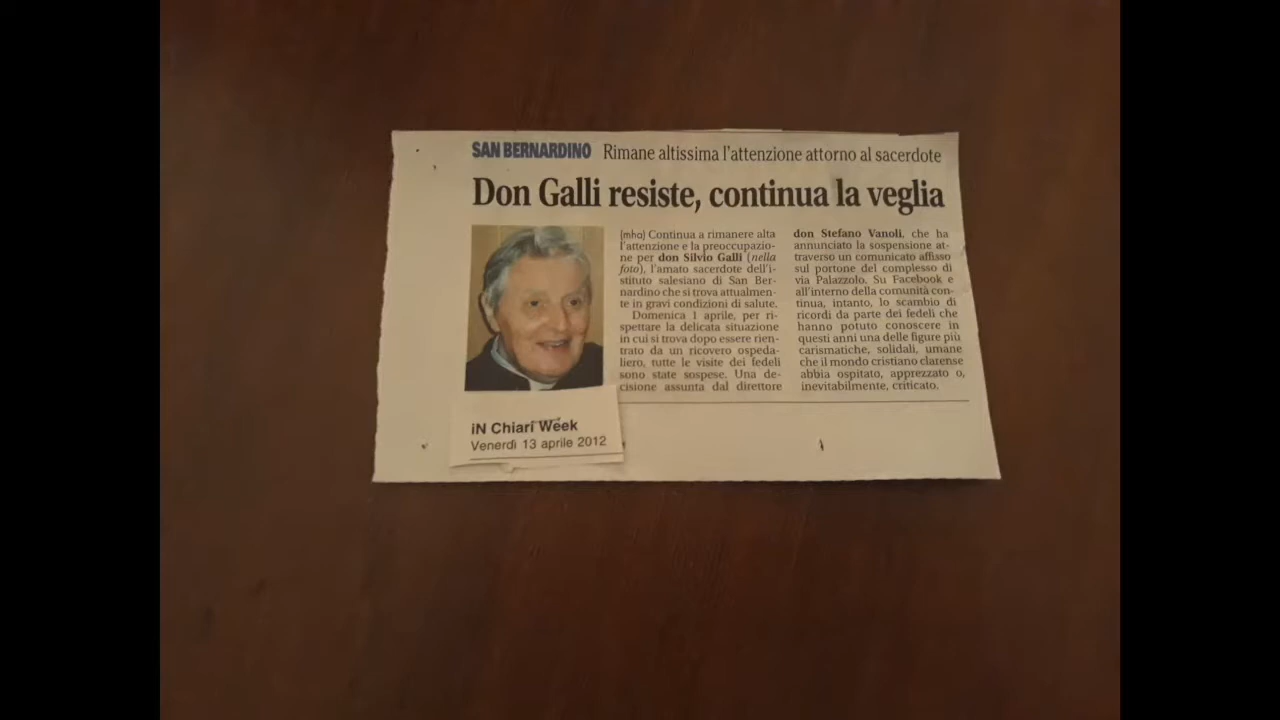 SAN BERNARDINO Rimane altissima l'attenzione attorno al sacerdote
Don Galli resiste, continua la veglia
(mha) Continua a rimanere alta
l'attenzione e la preoccupazio-
ne per don Silvio Galli (nella
foto), l'amato sacerdote dell'i-
stituto salesiano di San Ber-
nardino che si trova attualmen-
te in gravi condizioni di salute.
Domenica 1 aprile, per ri-
spettare la delicata situazione
in cui si trova dopo essere rien-
trato da un ricovero ospeda-
liero, tutte le visite dei fedeli
sono state sospese. Una de-
cisione assunta dal direttore
don Stefano Vanoli, che ha
annunciato la sospensione at-
traverso un comunicato affisso
sul portone del complesso di
via Palazzolo. Su Facebook e
all'interno della comunità con-
tinua, intanto, lo scambio di
ricordi da parte dei fedeli che
hanno potuto conoscere in
questi anni una delle figure più
carismatiche, solidali, umane
che il mondo cristiano clarense
abbia ospitato, apprezzato o,
inevitabilmente, criticato.
iN Chiari Week
Venerdì 13 aprile 2012